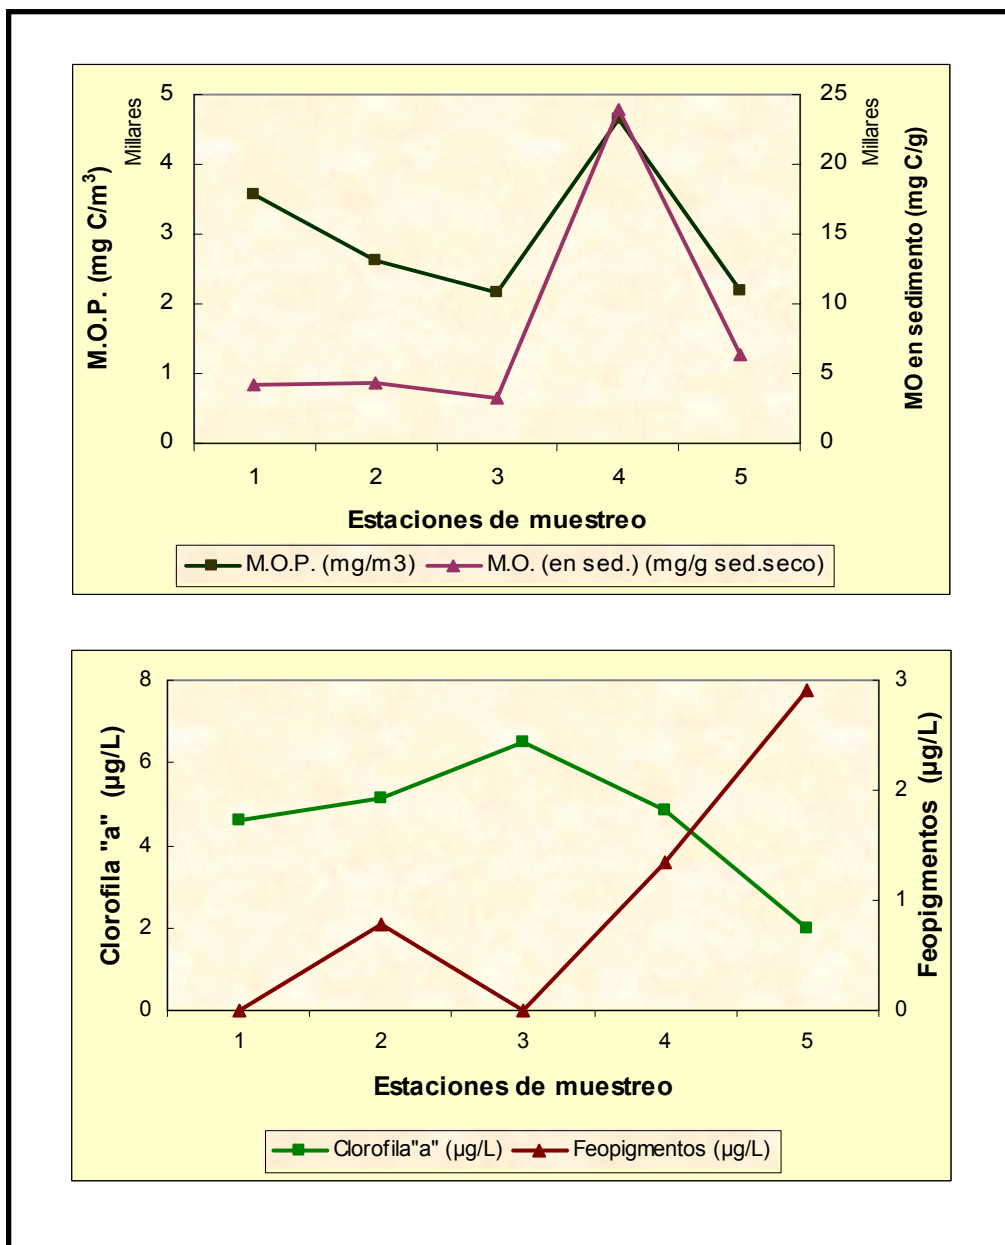 Millares
Millares
M.O.P. (mg C/m³)
5
4
3
2
1
0
25
20
15
10
5
0
MO en sedimento (mg C/g)
1 2 3 4 5
Estaciones de muestreo
M.O.P. (mg/m3) M.O. (en sed.) (mg/g sed.seco)
Clorofila "a" (µg/L)
8
6
4
2
0
3
2
1
0
Feopigmentos (µg/L)
1 2 3 4 5
Estaciones de muestreo
Clorofila"a" (µg/L) Feopigmentos (µg/L)